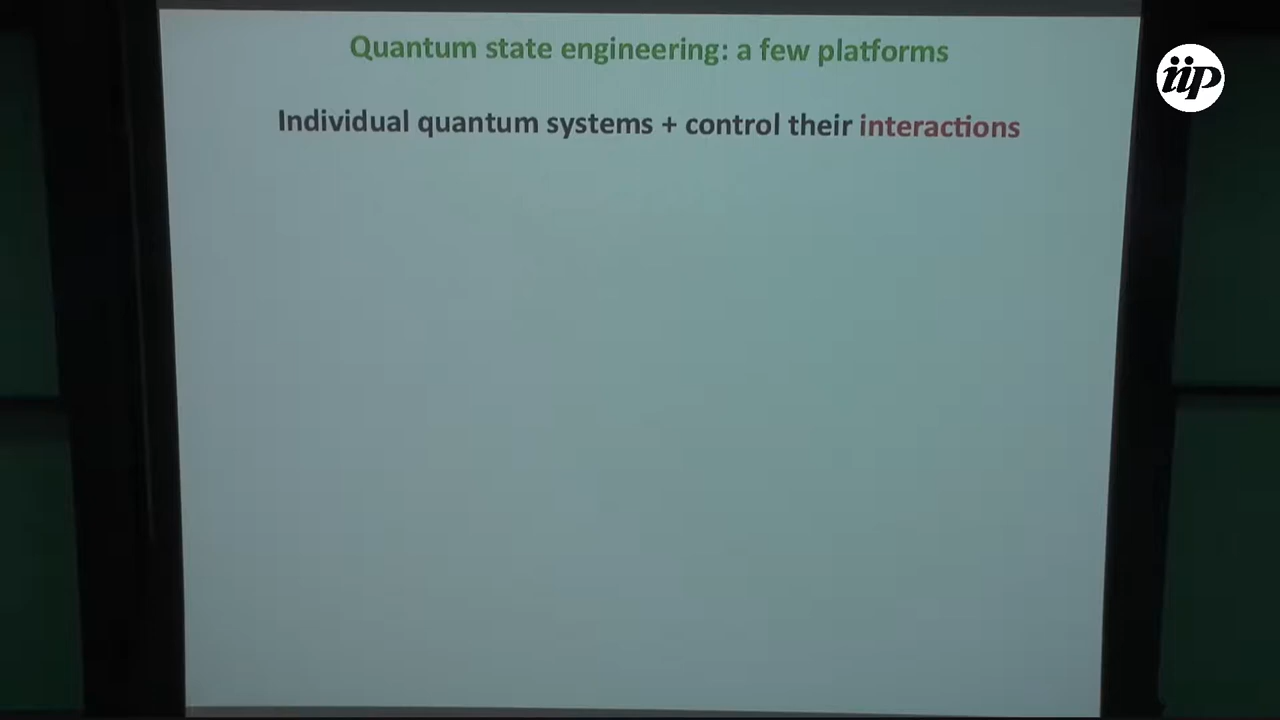 Quantum state engineering: a few platforms
Individual quantum systems + control their interactions
iip